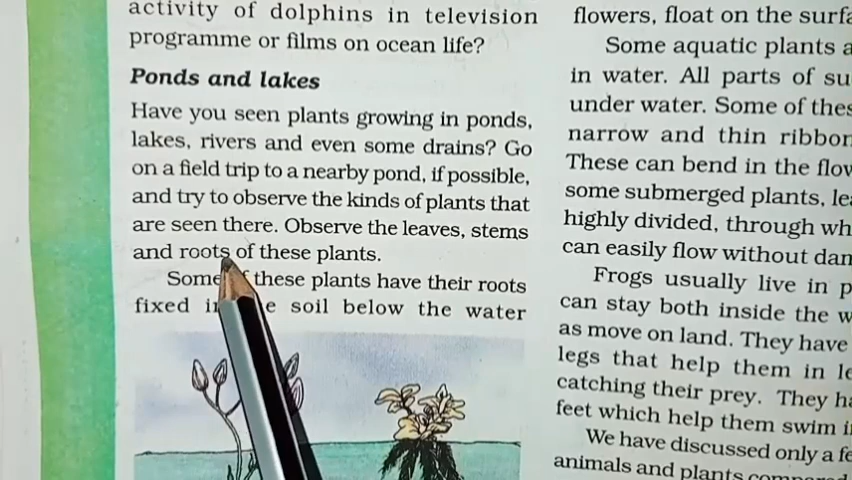 activity of dolphins in television
programme or films on ocean life?
Ponds and lakes
Have you seen plants growing in ponds,
lakes, rivers and even some drains? Go
on a field trip to a nearby pond, if possible,
and try to observe the kinds of plants that
are seen there. Observe the leaves, stems
and roots of these plants.
Some these plants have their roots
fixed soil below the water
flowers, float on the
Some aquatic plants
in water. All parts of
under water. Some of
narrow and thin
These can bend in the
some submerged plants,
highly divided, through
can easily flow without
Frogs usually live in
can stay both inside the
as move on land. They have
legs that help them in
catching their prey. They
feet which help them swim
We have discussed only a
animals and plants